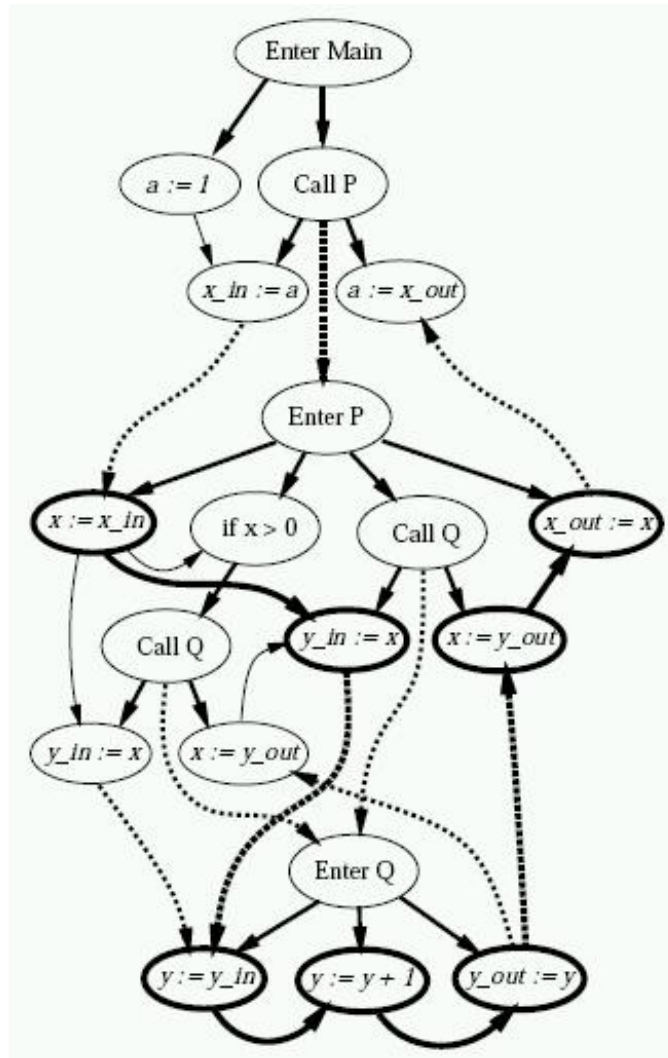 Enter Main
a := 1
Call P
x_in := a
a := x_out
Enter P
x := x_in
if x > 0
Call Q
x_out := x
Call Q
y_in := x
x := y_out
y_in := x
x := y_out
Enter Q
y := y_in
y := y + 1
y_out := y